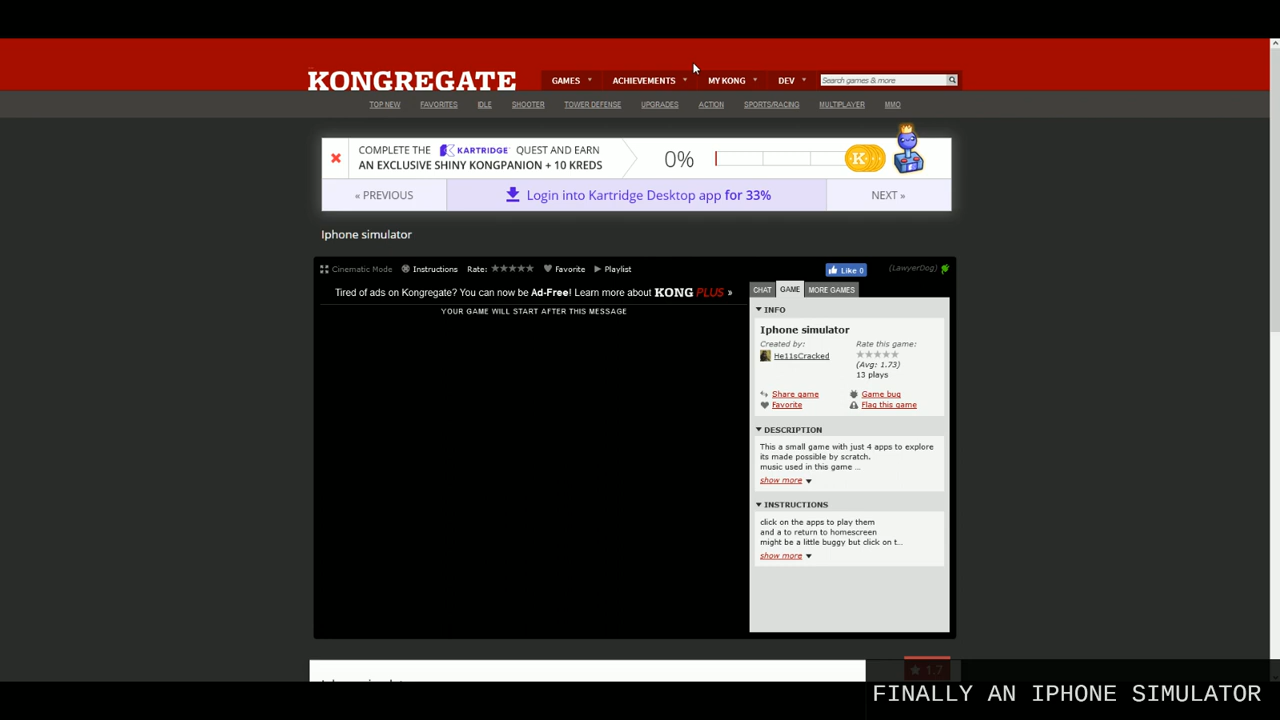 KONGREGATE
GAMES ACHIEVEMENTS MY KONG DEV Search games & more
TOP NEW FAVORITES IDLE SHOOTER TOWER DEFENSE UPGRADES ACTION SPORTS/RACING MULTIPLAYER MMO
COMPLETE THE KARTRIDGE QUEST AND EARN
AN EXCLUSIVE SHINY KONGPANION + 10 KREDS
0%
K
« PREVIOUS Login into Kartridge Desktop app for 33% NEXT »
Iphone simulator
Cinematic Mode Instructions Rate: Favorite Playlist Like 0 (LawyerDog)
Tired of ads on Kongregate? You can now be Ad-Free! Learn more about KONG PLUS »
YOUR GAME WILL START AFTER THIS MESSAGE
CHAT GAME MORE GAMES
INFO
Iphone simulator
Created by:
He11sCracked
Rate this game:
(Avg: 1.73)
13 plays
Share game Game bug
Favorite Flag this game
DESCRIPTION
This a small game with just 4 apps to explore
its made possible by scratch.
music used in this game ...
show more
INSTRUCTIONS
click on the apps to play them
and a to return to homescreen
might be a little buggy but click on t...
show more
1.7
FINALLY AN IPHONE SIMULATOR